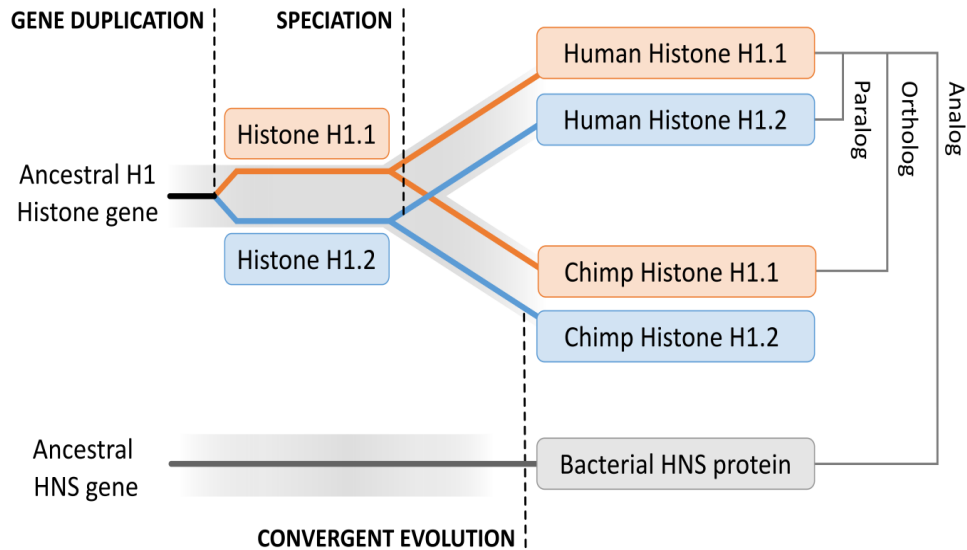 GENE DUPLICATION
SPECIATION
Human Histone H1.1
Human Histone H1.2
Histone H1.1
Ancestral H1
Histone gene
Histone H1.2
Chimp Histone H1.1
Chimp Histone H1.2
Paralog
Ortholog
Analog
Ancestral
HNS gene
Bacterial HNS protein
CONVERGENT EVOLUTION